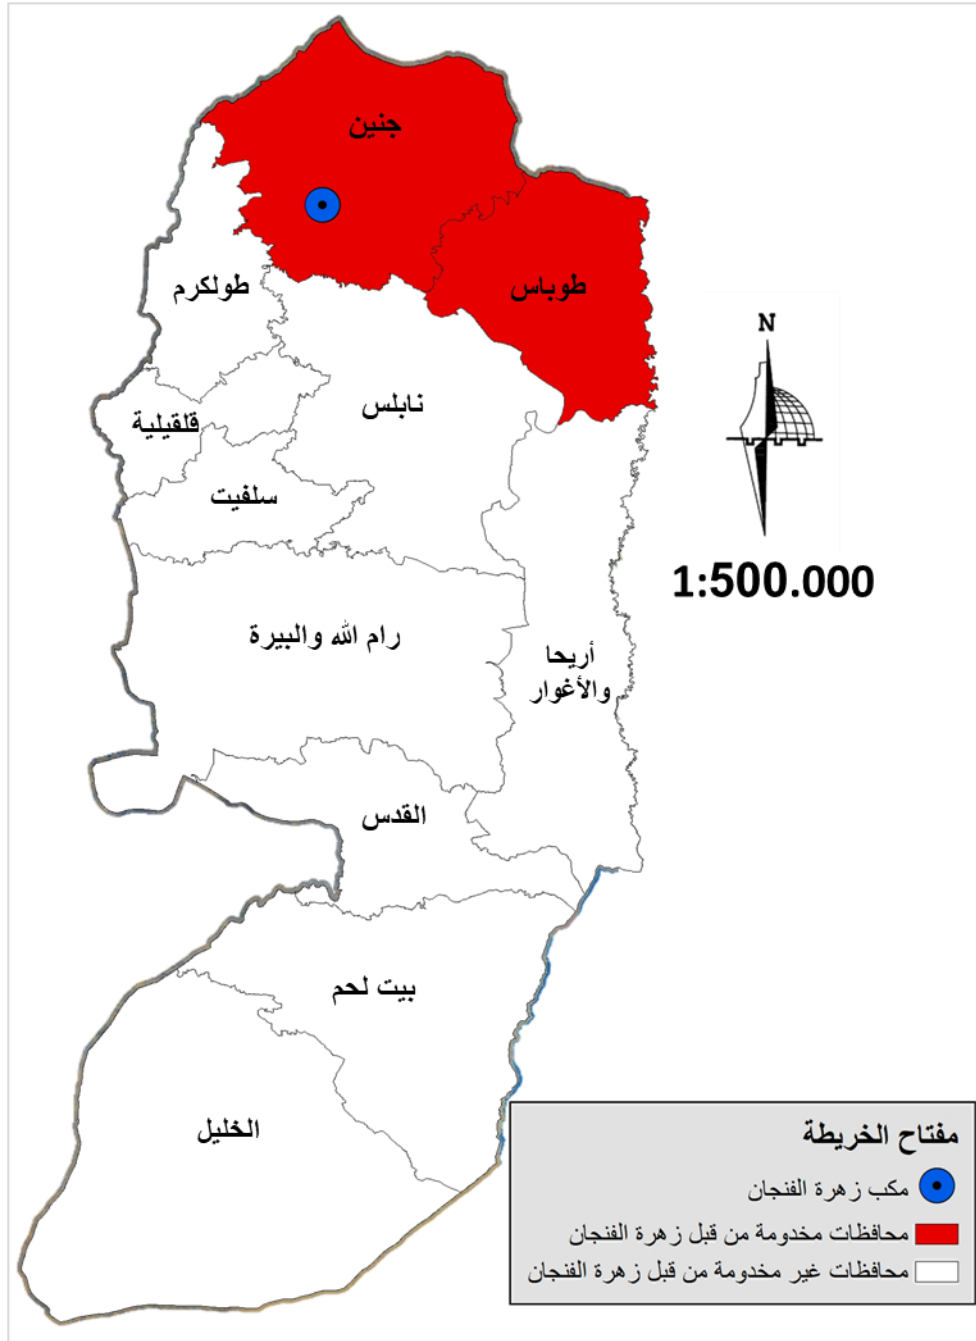 جنين
طولكرم
طوباس
N
نابلس
قلقيلية
سلفيت
1:500.000
رام الله والبيرة
أريحا
والأغوار
القدس
بيت لحم
الخليل
مفتاح الخريطة
مكب زهرة الفنجان
محافظات مخدومة من قبل زهرة الفنجان
محافظات غير مخدومة من قبل زهرة الفنجان